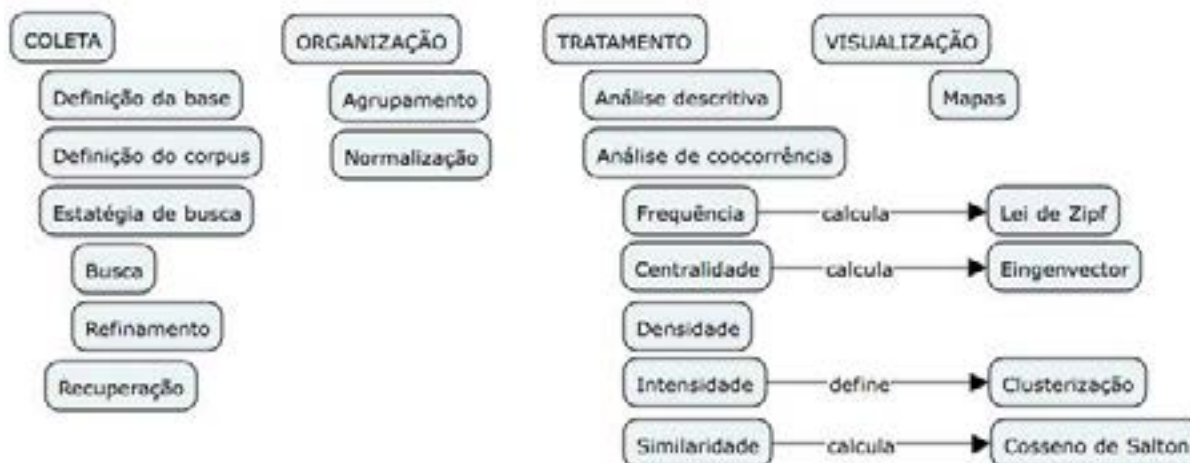 COLETA
Definição da base
Definição do corpus
Estatégia de busca
Busca
Refinamento
Recuperação
ORGANIZAÇÃO
Agrupamento
Normalização
TRATAMENTO
Análise descritiva
Análise de coocorrência
Frequência calcula Lei de Zipf
Centralidade calcula Eingenvector
Densidade
Intensidade define Clusterização
Similaridade calcula Cosseno de Salton
VISUALIZAÇÃO
Mapas